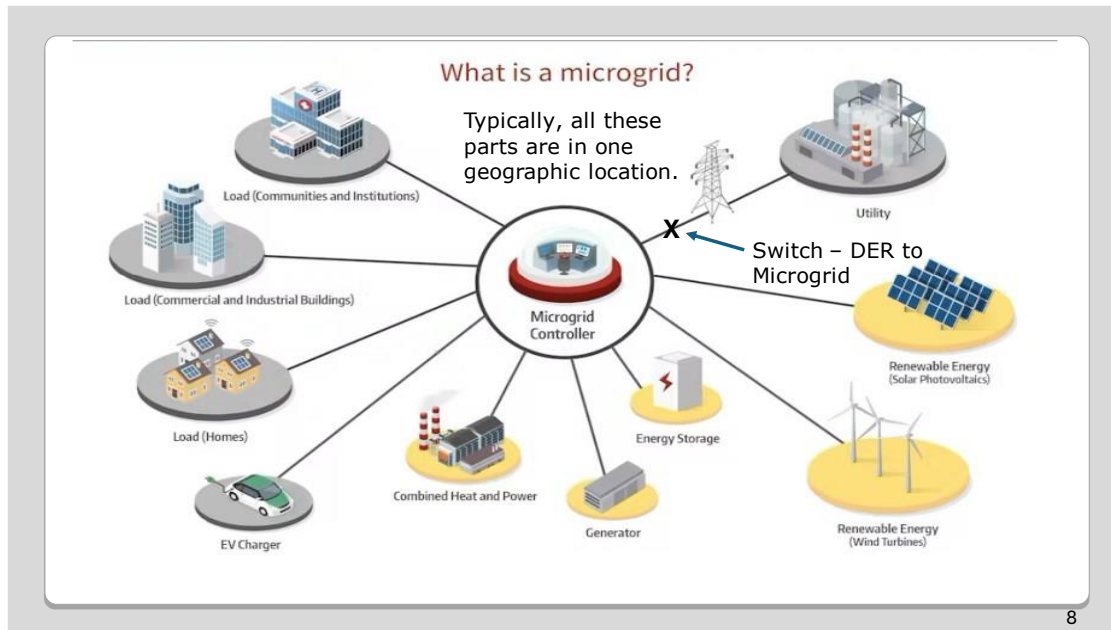 What is a microgrid?
Typically, all these
parts are in one
geographic location.
Load (Communities and Institutions)
Utility
X
Switch – DER to
Microgrid
Load (Commercial and Industrial Buildings)
Microgrid
Controller
Renewable Energy
(Solar Photovoltaics)
Load (Homes)
Energy Storage
Combined Heat and Power
Generator
Renewable Energy
(Wind Turbines)
EV Charger
8